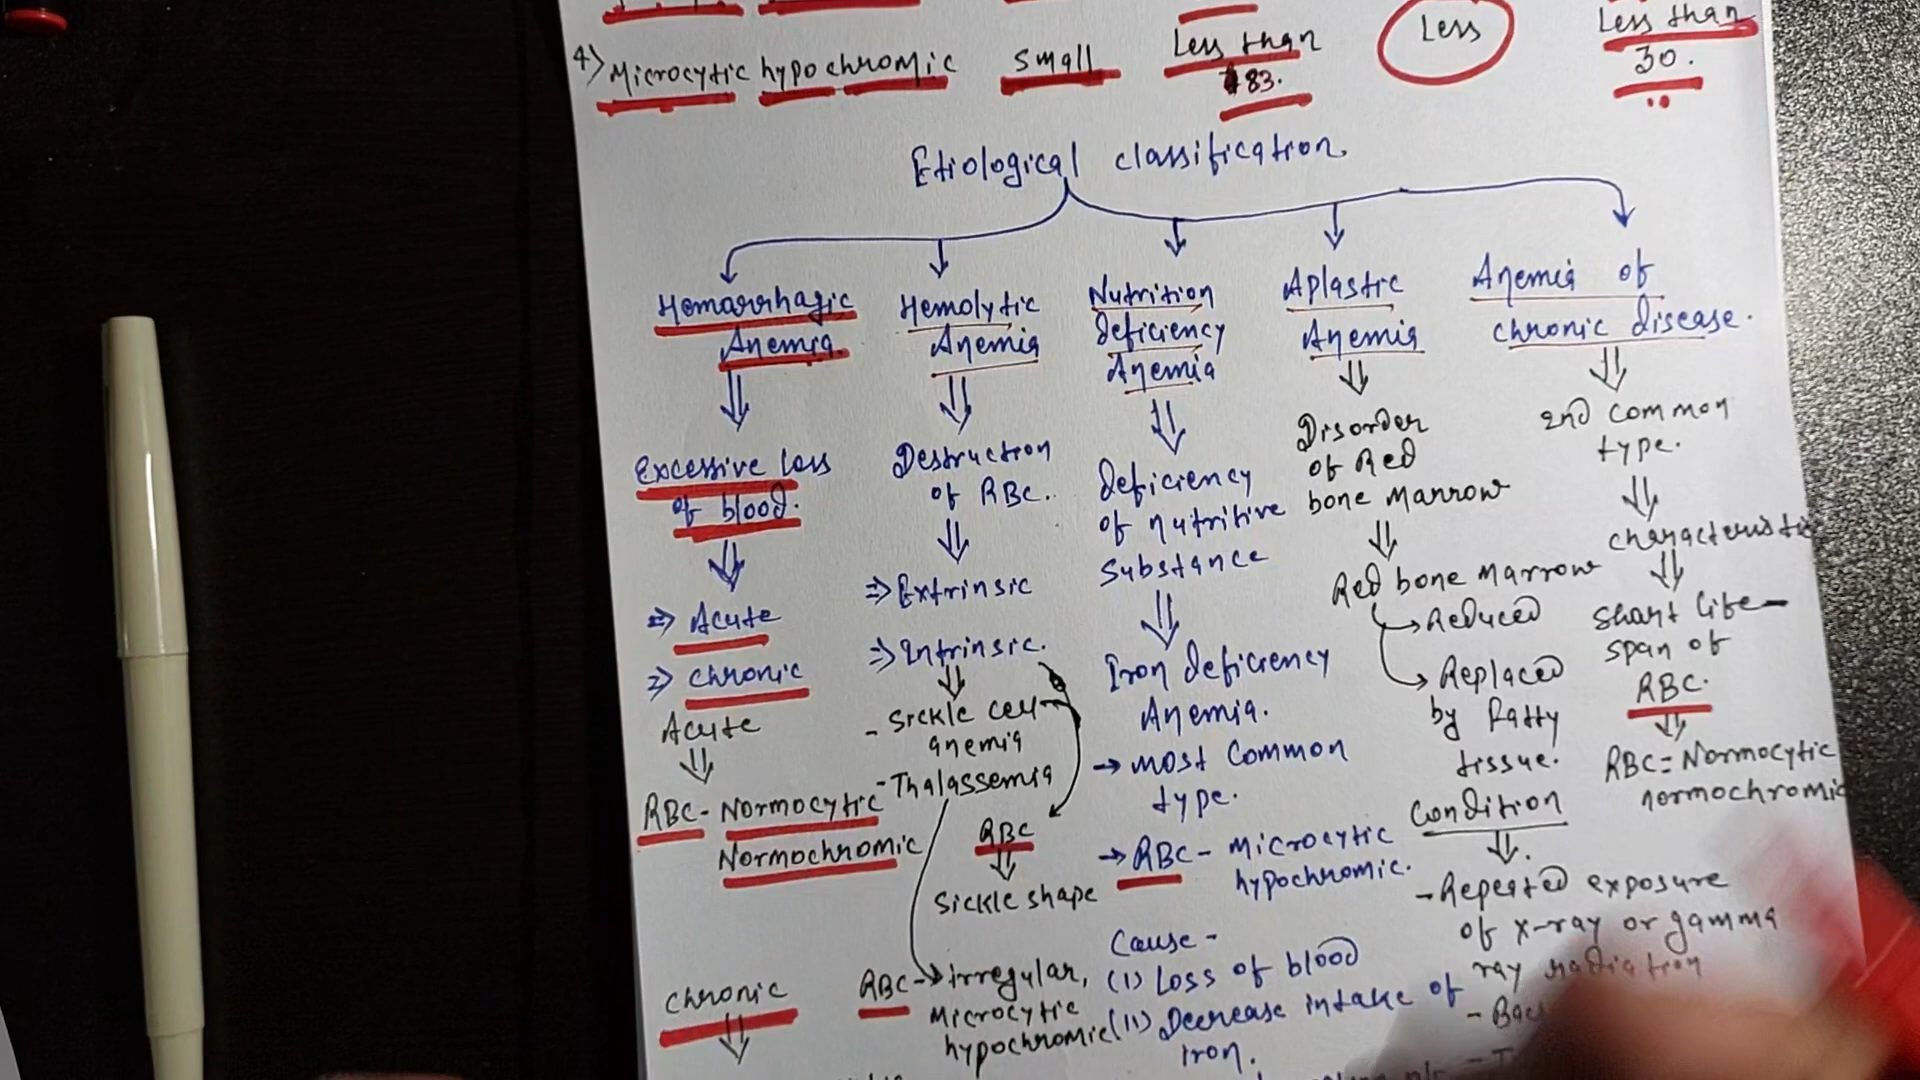 4) Microcytic hypochromic small Less than 83. Less Less than 30.
Etiological classification.
Hemarrhagic
Anemia.
Excessive loss
of blood.
=> Acute
2) chronic
Acute
RBC - Normocytic
Normochromic
chronic
Hemolytic
Anemia
Destruction
of RBC.
=> Extrinsic
=> Intrinsic.
- Sickle cell
anemia
- Thalassemia
RBC
Sickle shape
RBC → irregular,
Microcytic
hypochromic
Nutrition
deficiency
Anemia
deficiency
of nutritive
Substance
Iron deficiency
Anemia.
→ most common
type.
→ RBC - Microcytic
hypochromic.
Cause -
(i) Loss of blood
(ii) Decrease intake of
iron.
Aplastic
Anemia
Disorder
of Red
bone Marrow
Red bone Marrow
→ Reduced
→ Replaced
by Fatty
tissue.
Condition
- Repeated exposure
of x-ray or gamma
ray radiation
Anemia of
chronic disease.
2nd common
type.
characteristic
short life-
span of
RBC.
RBC = Normocytic
normochromic